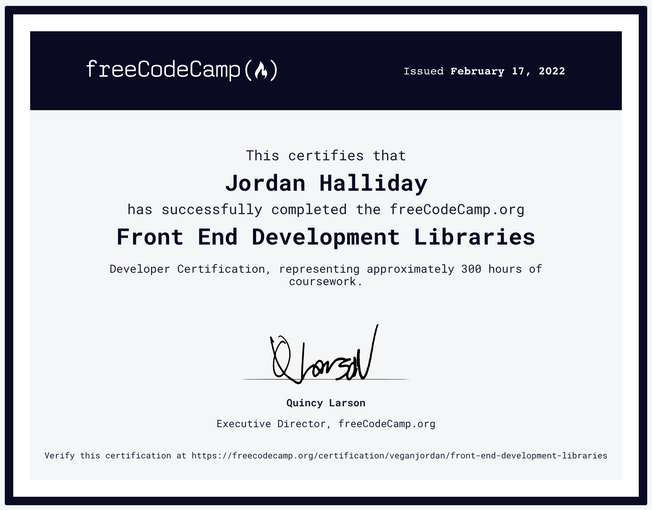 freeCodeCamp(🔥)
Issued February 17, 2022
This certifies that
Jordan Halliday
has successfully completed the freeCodeCamp.org
Front End Development Libraries
Developer Certification, representing approximately 300 hours of
coursework.
Q Larson
Quincy Larson
Executive Director, freeCodeCamp.org
Verify this certification at https://freecodecamp.org/certification/veganjordan/front-end-development-libraries